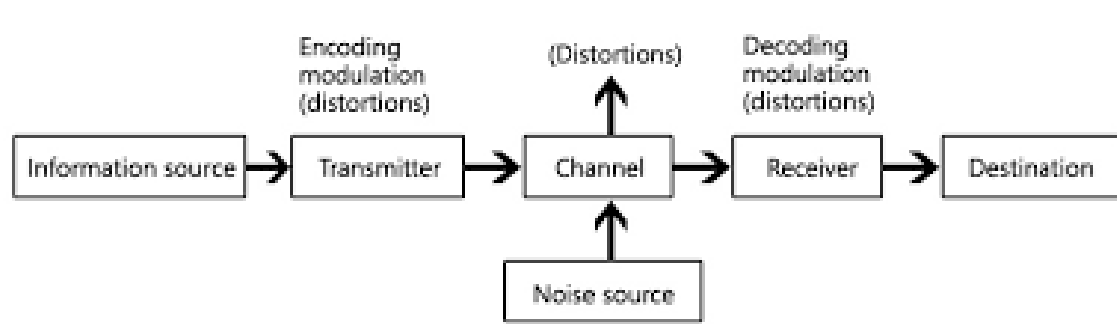 Encoding
modulation
(distortions)
(Distortions)
Decoding
modulation
(distortions)
Information source
Transmitter
Channel
Receiver
Destination
Noise source